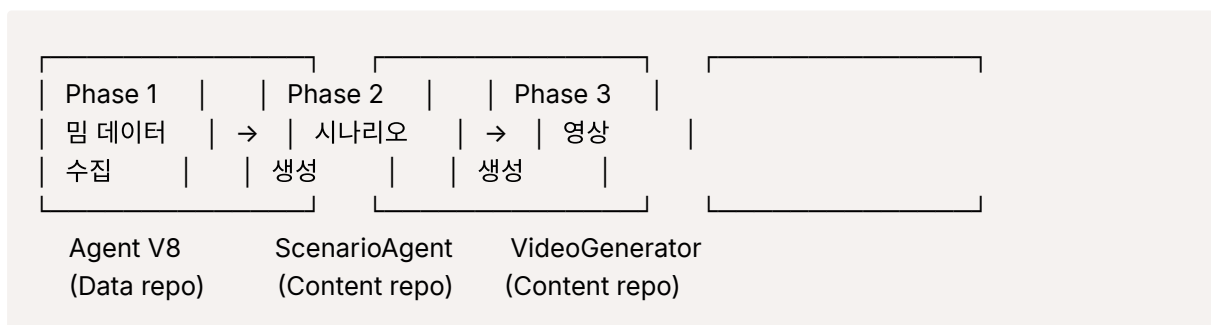 ┌─────────────────┐ ┌─────────────────┐ ┌─────────────────┐
│ Phase 1 │ │ Phase 2 │ │ Phase 3 │
│ 밈 데이터 │ → │ 시나리오 │ → │ 영상 │
│ 수집 │ │ 생성 │ │ 생성 │
└─────────────────┘ └─────────────────┘ └─────────────────┘
Agent V8 ScenarioAgent VideoGenerator
(Data repo) (Content repo) (Content repo)